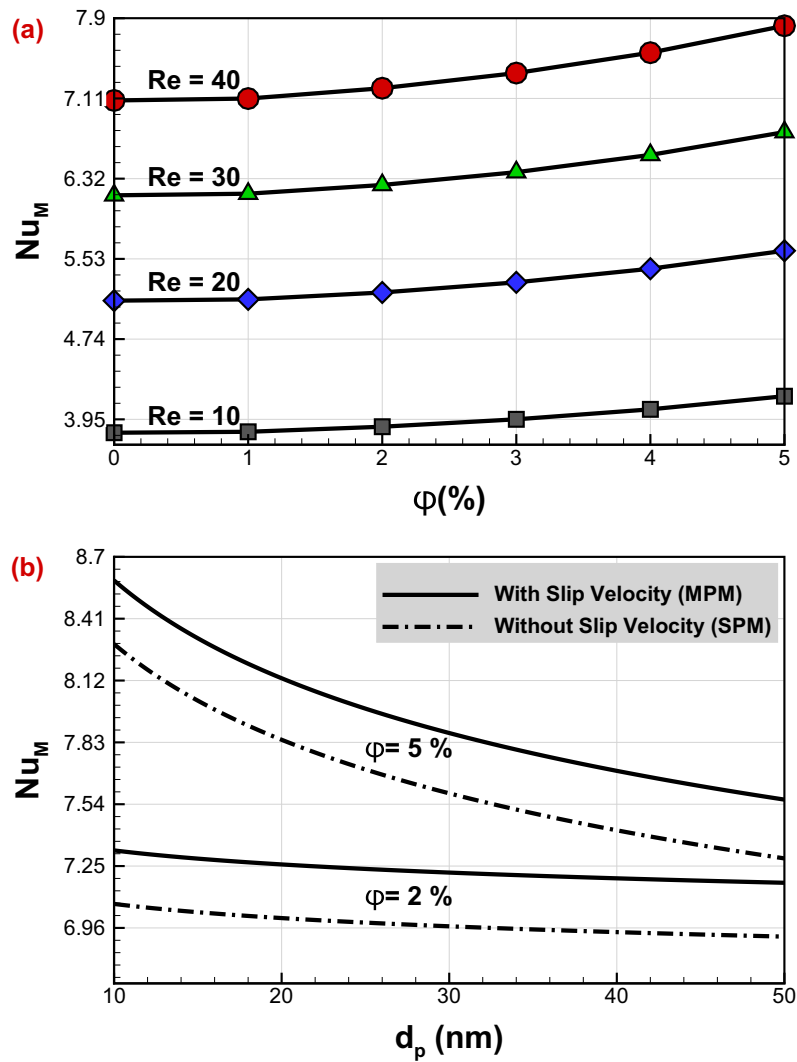 (a)
7.9
7.11
6.32
5.53
4.74
3.95
Nu_M
Re = 40
Re = 30
Re = 20
Re = 10
0 1 2 3 4 5
φ(%)
(b)
8.7
8.41
8.12
7.83
7.54
7.25
6.96
Nu_M
With Slip Velocity (MPM)
Without Slip Velocity (SPM)
φ= 5 %
φ= 2 %
10 20 30 40 50
d_p (nm)